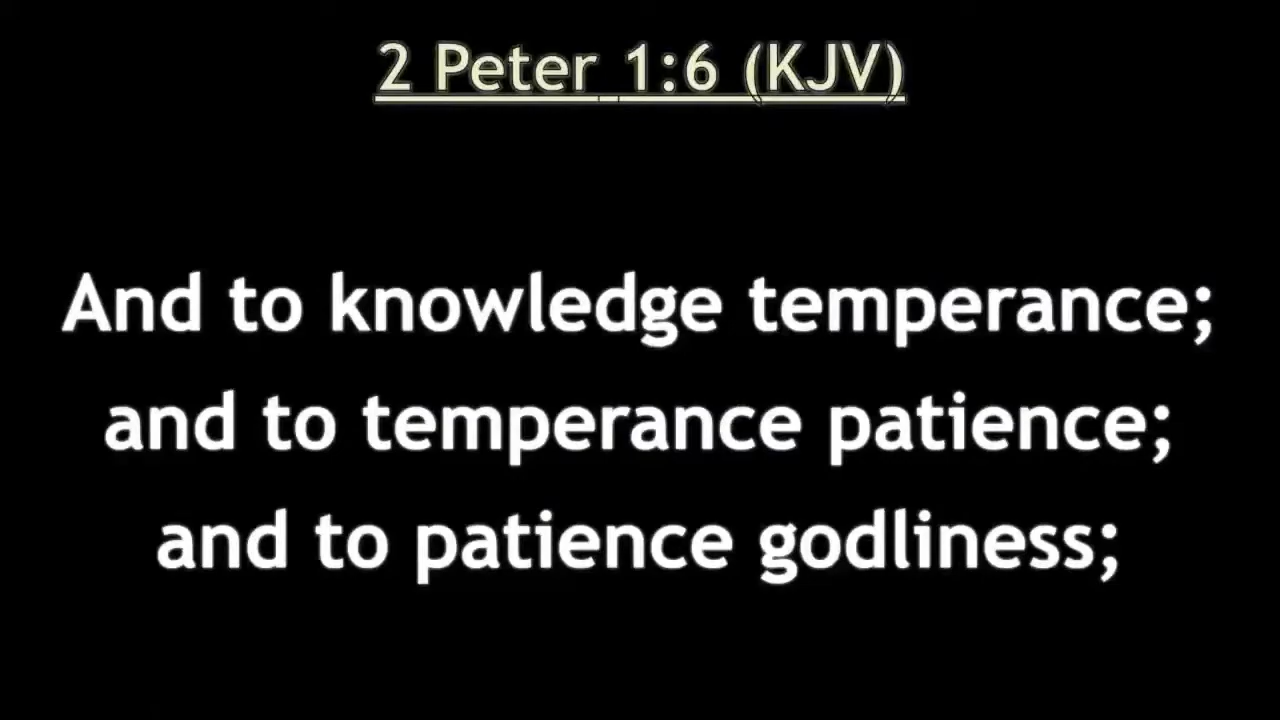 2 Peter 1:6 (KJV)
And to knowledge temperance;
and to temperance patience;
and to patience godliness;